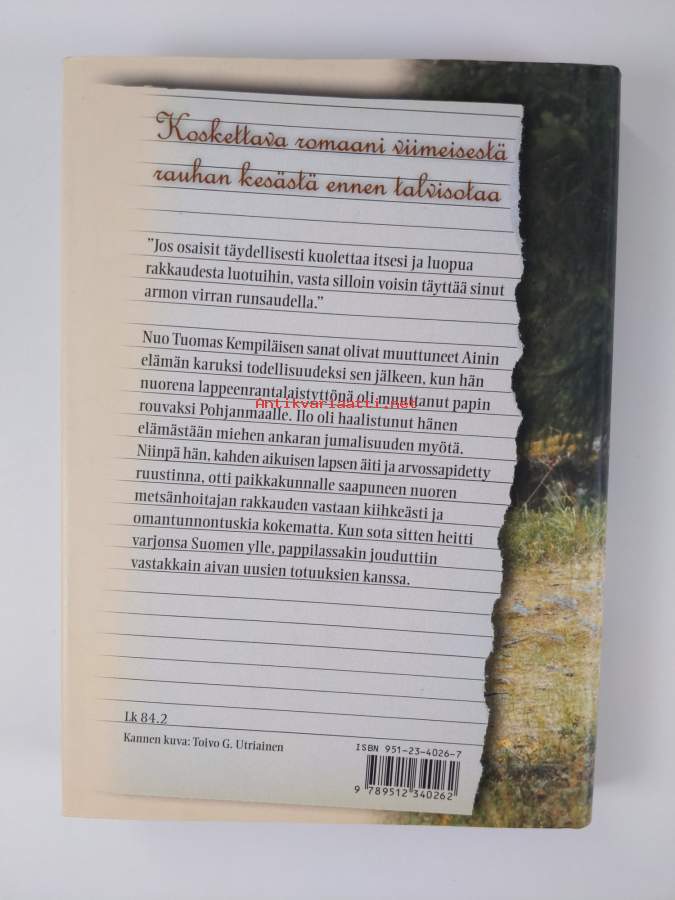 Koskettava romaani viimeisestä
rauhan kesästä ennen talvisotaa
"Jos osaisit täydellisesti kuolettaa itsesi ja luopua
rakkaudesta luotuihin, vasta silloin voisin täyttää sinut
armon virran runsaudella."
Nuo Tuomas Kempiläisen sanat olivat muuttuneet Ainin
elämän karuksi todellisuudeksi sen jälkeen, kun hän
nuorena lappeenrantalaistyttönä oli muuttanut papin
Antikvariaatti.net
rouvaksi Pohjanmaalle. Ilo oli haalistunut hänen
elämästään miehen ankaran jumalisuuden myötä.
Niinpä hän, kahden aikuisen lapsen äiti ja arvossapidetty
ruustinna, otti paikkakunnalle saapuneen nuoren
metsänhoitajan rakkauden vastaan kiihkeästi ja
omantunnontuskia kokematta. Kun sota sitten heitti
varjonsa Suomen ylle, pappilassakin jouduttiin
vastakkain aivan uusien totuuksien kanssa.
Lk 84.2
Kannen kuva: Toivo G. Utriainen
ISBN 951-23-4026-7
9 789512 340262